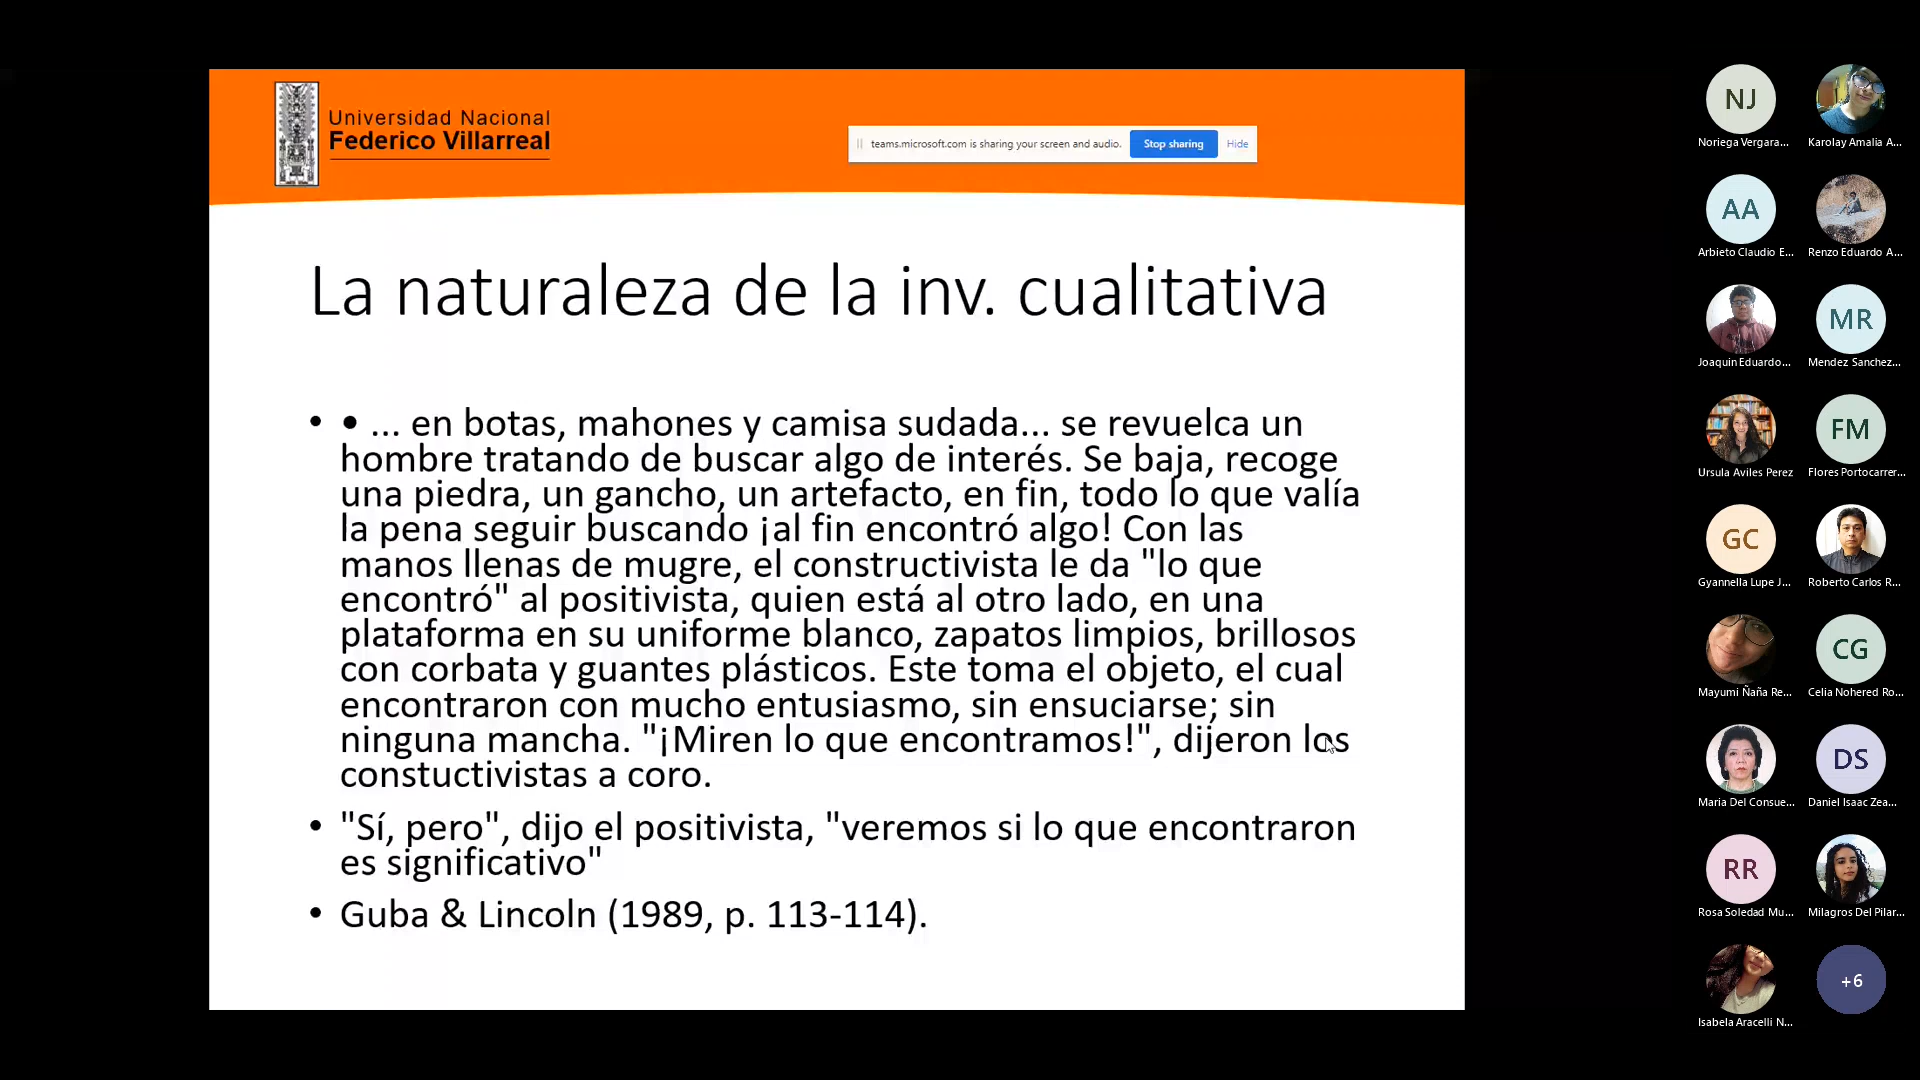 Universidad Nacional
Federico Villarreal
teams.microsoft.com is sharing your screen and audio. Stop sharing Hide
La naturaleza de la inv. cualitativa
• • ... en botas, mahones y camisa sudada... se revuelca un
hombre tratando de buscar algo de interés. Se baja, recoge
una piedra, un gancho, un artefacto, en fin, todo lo que valía
la pena seguir buscando ¡al fin encontró algo! Con las
manos llenas de mugre, el constructivista le da "lo que
encontró" al positivista, quien está al otro lado, en una
plataforma en su uniforme blanco, zapatos limpios, brillosos
con corbata y guantes plásticos. Este toma el objeto, el cual
encontraron con mucho entusiasmo, sin ensuciarse; sin
ninguna mancha. "¡Miren lo que encontramos!", dijeron los
constuctivistas a coro.
• "Sí, pero", dijo el positivista, "veremos si lo que encontraron
es significativo"
• Guba & Lincoln (1989, p. 113-114).
NJ
Noriega Vergara... Karolay Amalia A...
AA
Arbieto Claudio E... Renzo Eduardo A...
MR
Joaquin Eduardo... Mendez Sanchez...
FM
Ursula Aviles Perez Flores Portocarrer...
GC
Gyannella Lupe J... Roberto Carlos R...
CG
Mayumi Ñaña Re... Celia Nohered Ro...
DS
Maria Del Consue... Daniel Isaac Zea...
RR
Rosa Soledad Mu... Milagros Del Pilar...
+6
Isabela Aracelli N...